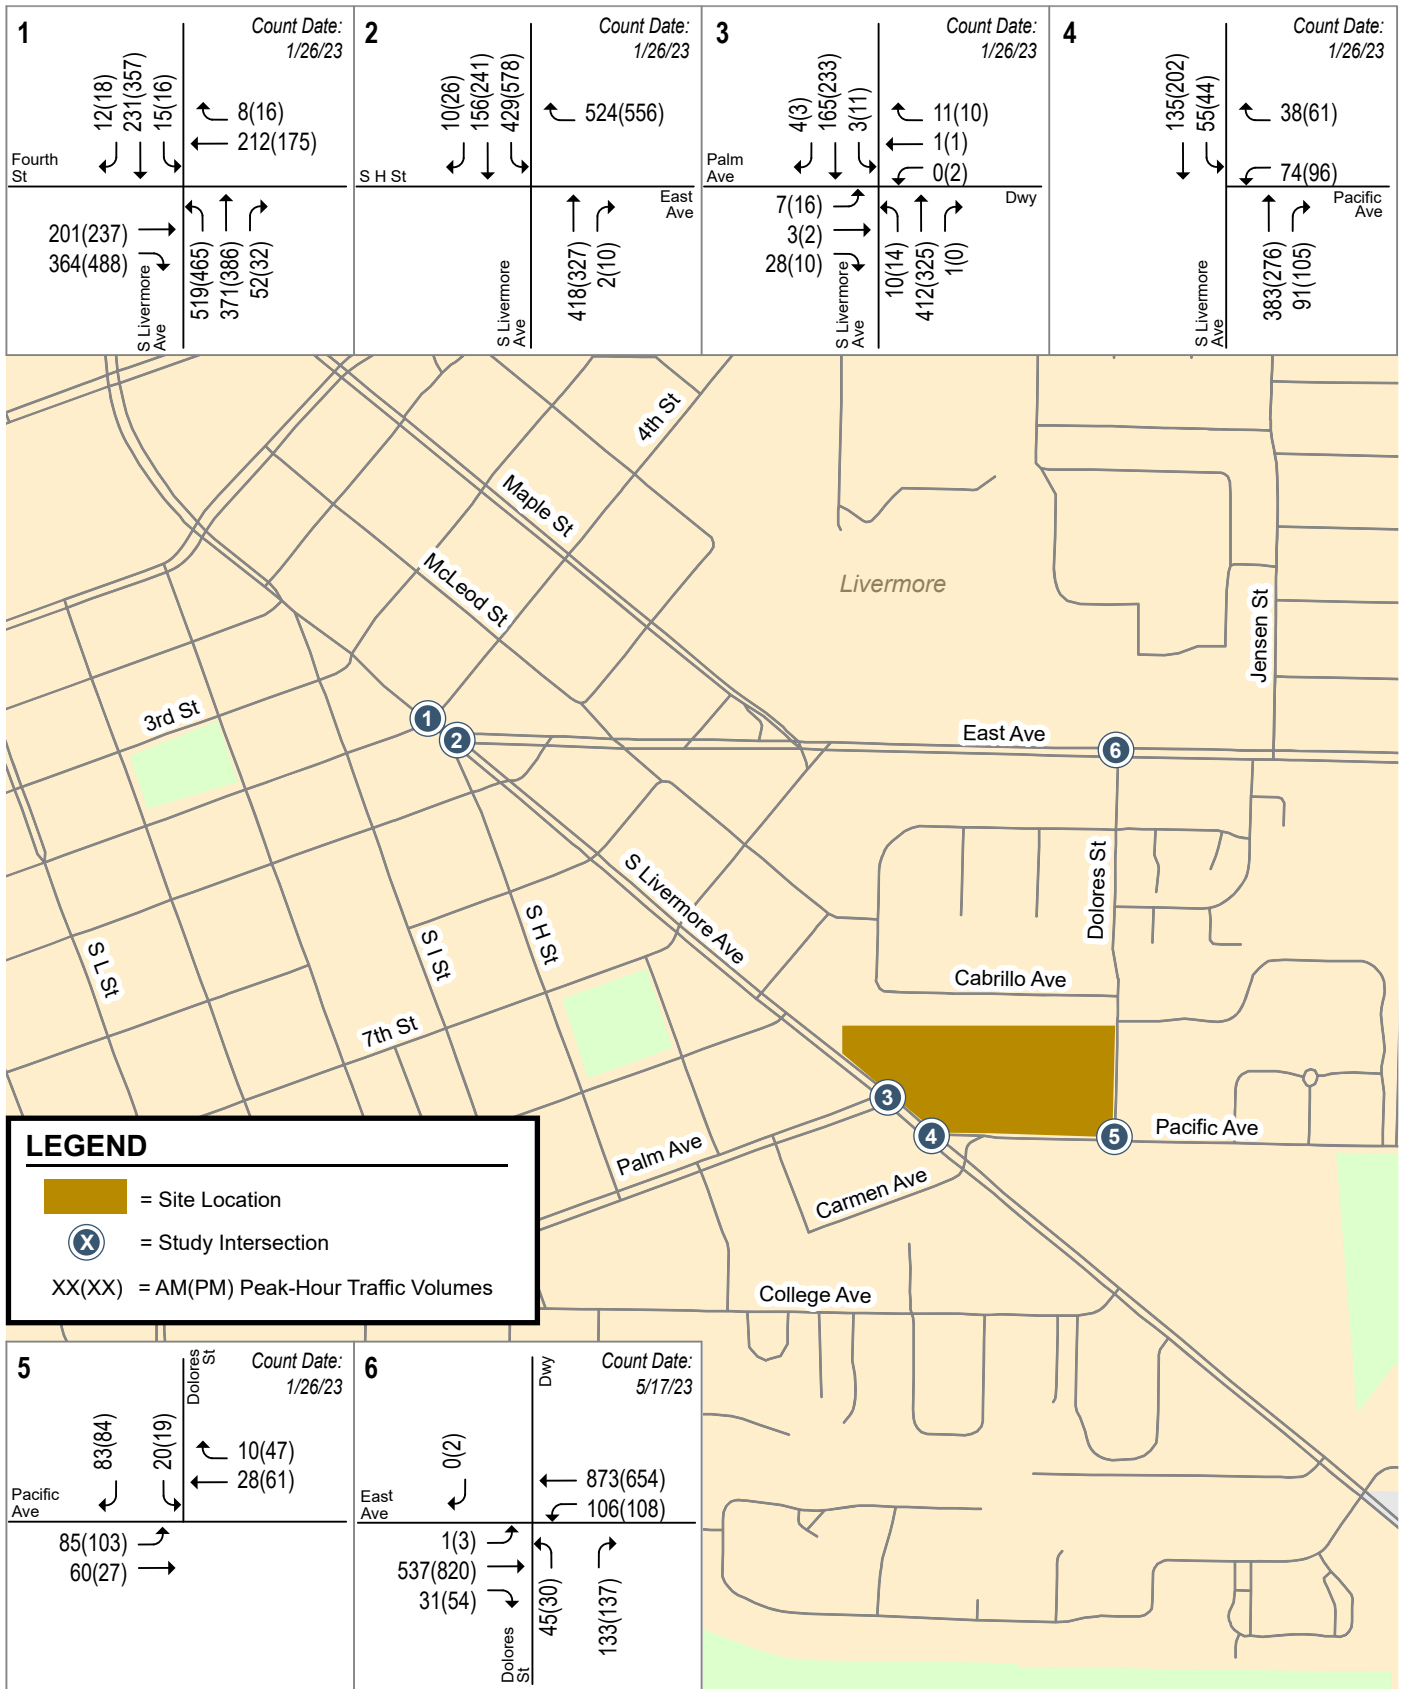 1
Count Date:
1/26/23
12(18)
231(357)
15(16)
8(16)
212(175)
Fourth
St
201(237)
364(488)
519(465)
371(386)
52(32)
S Livermore
Ave
2
Count Date:
1/26/23
10(26)
156(241)
429(578)
524(556)
S H St
East
Ave
418(327)
2(10)
S Livermore
Ave
3
Count Date:
1/26/23
4(3)
165(233)
3(11)
11(10)
1(1)
0(2)
Palm
Ave
Dwy
7(16)
3(2)
28(10)
10(14)
412(325)
1(0)
S Livermore
Ave
4
Count Date:
1/26/23
135(202)
55(44)
38(61)
74(96)
Pacific
Ave
383(276)
91(105)
S Livermore
Ave
4th St
Maple St
McLeod St
Livermore
Jensen St
3rd St
1
2
East Ave
6
S Livermore Ave
Dolores St
S L St
S I St
S H St
Cabrillo Ave
7th St
3
4
5
Pacific Ave
Palm Ave
Carmen Ave
College Ave
LEGEND
= Site Location
X
= Study Intersection
XX(XX) = AM(PM) Peak-Hour Traffic Volumes
5
Dolores
St
Count Date:
1/26/23
83(84)
20(19)
10(47)
28(61)
Pacific
Ave
85(103)
60(27)
6
Dwy
Count Date:
5/17/23
0(2)
873(654)
106(108)
East
Ave
1(3)
537(820)
31(54)
45(30)
133(137)
Dolores
St